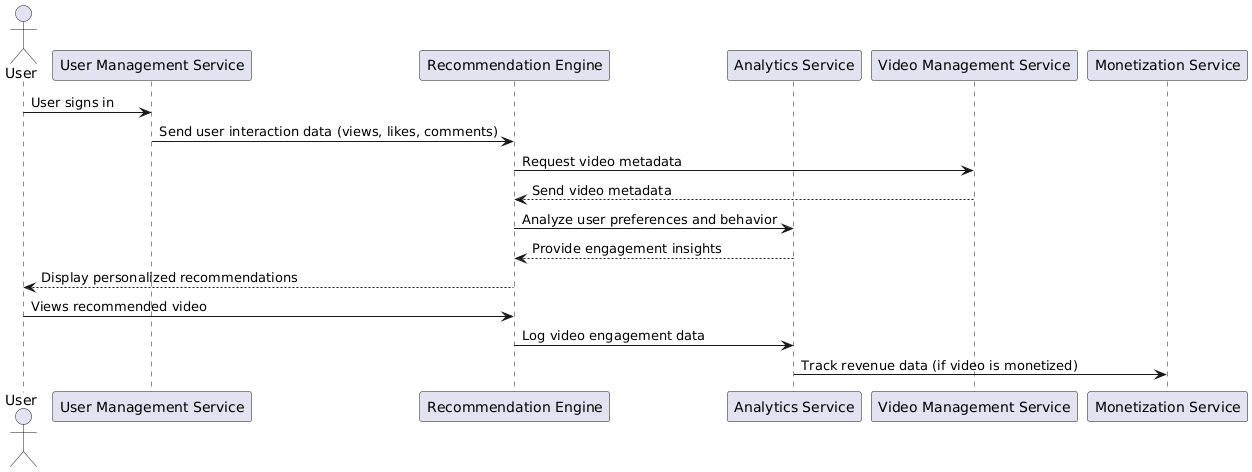 User
User Management Service
Recommendation Engine
Analytics Service
Video Management Service
Monetization Service
User signs in
Send user interaction data (views, likes, comments)
Request video metadata
Send video metadata
Analyze user preferences and behavior
Provide engagement insights
Display personalized recommendations
Views recommended video
Log video engagement data
Track revenue data (if video is monetized)
User
User Management Service
Recommendation Engine
Analytics Service
Video Management Service
Monetization Service